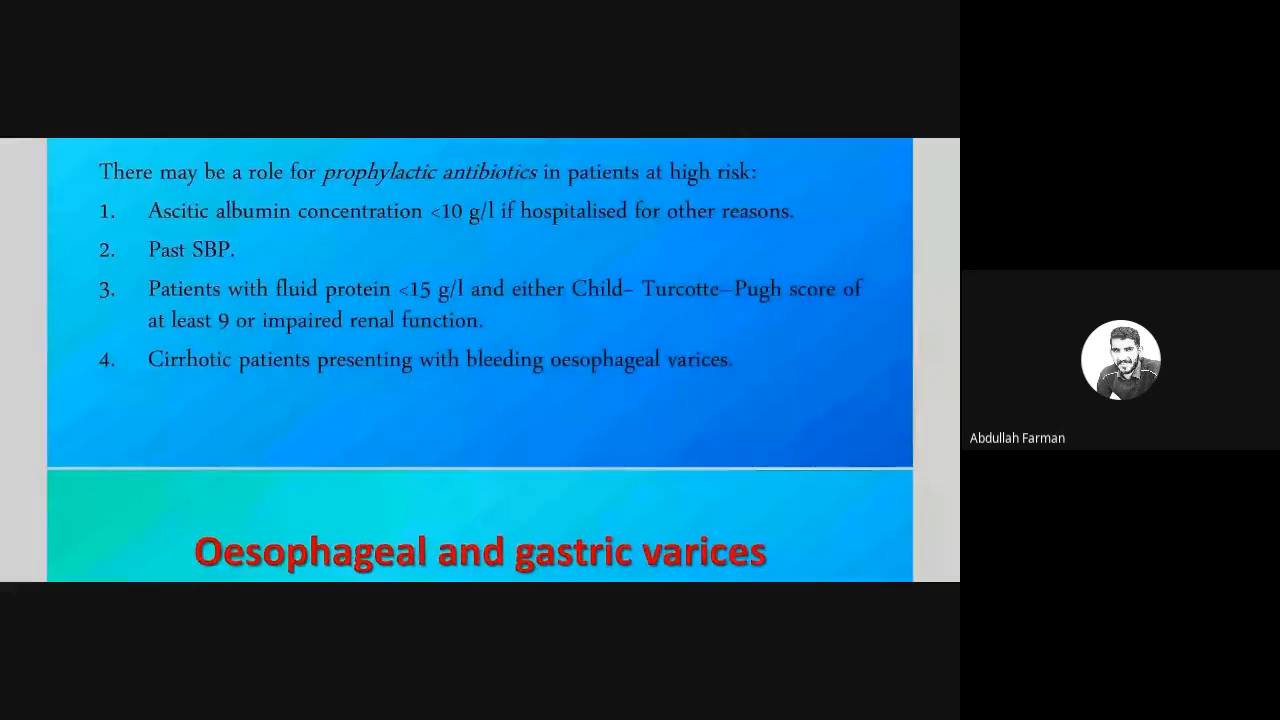 There may be a role for prophylactic antibiotics in patients at high risk:
1. Ascitic albumin concentration <10 g/l if hospitalised for other reasons.
2. Past SBP.
3. Patients with fluid protein <15 g/l and either Child- Turcotte–Pugh score of
at least 9 or impaired renal function.
4. Cirrhotic patients presenting with bleeding oesophageal varices.
Oesophageal and gastric varices
Abdullah Farman